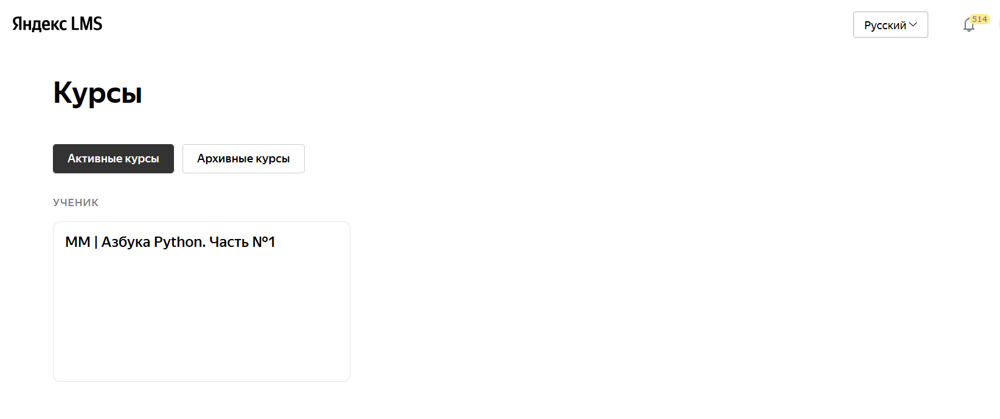 Яндекс LMS
Русский
514
Курсы
Активные курсы
Архивные курсы
УЧЕНИК
ММ | Азбука Python. Часть №1